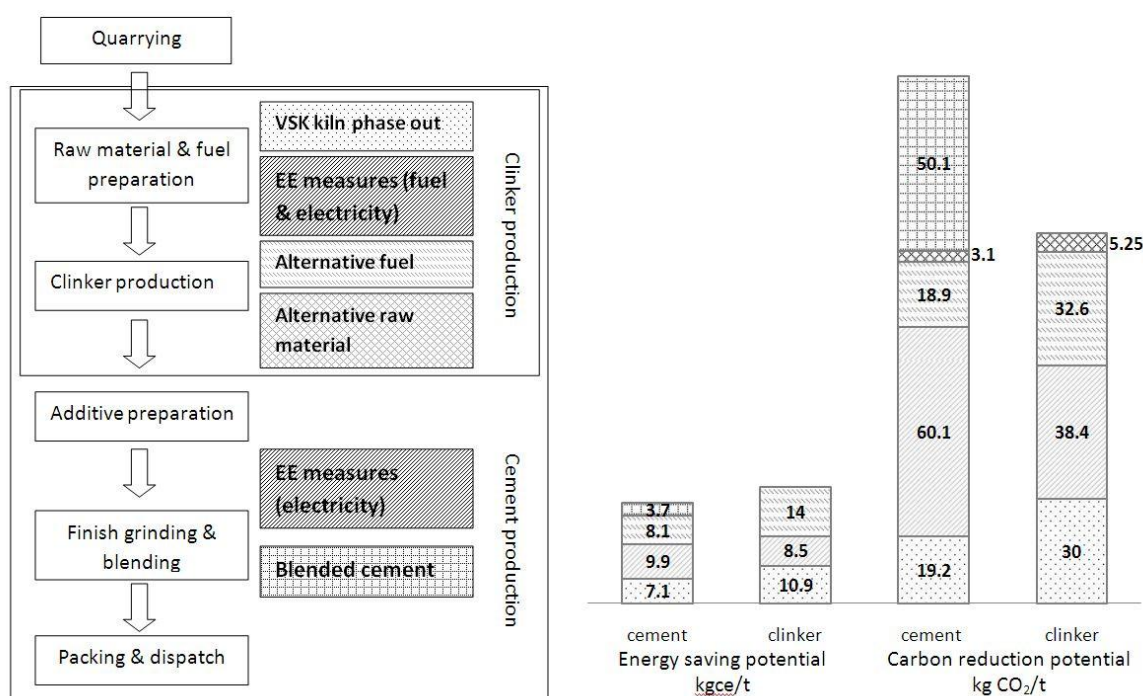 Quarrying
Raw material & fuel
preparation
Clinker production
Additive preparation
Finish grinding &
blending
Packing & dispatch
VSK kiln phase out
EE measures (fuel
& electricity)
Alternative fuel
Alternative raw
material
Clinker production
EE measures
(electricity)
Blended cement
Cement production
3.7
8.1
9.9
7.1
14
8.5
10.9
50.1
3.1
18.9
60.1
19.2
5.25
32.6
38.4
30
cement
clinker
cement
clinker
Energy saving potential
kgce/t
Carbon reduction potential
kg CO₂/t